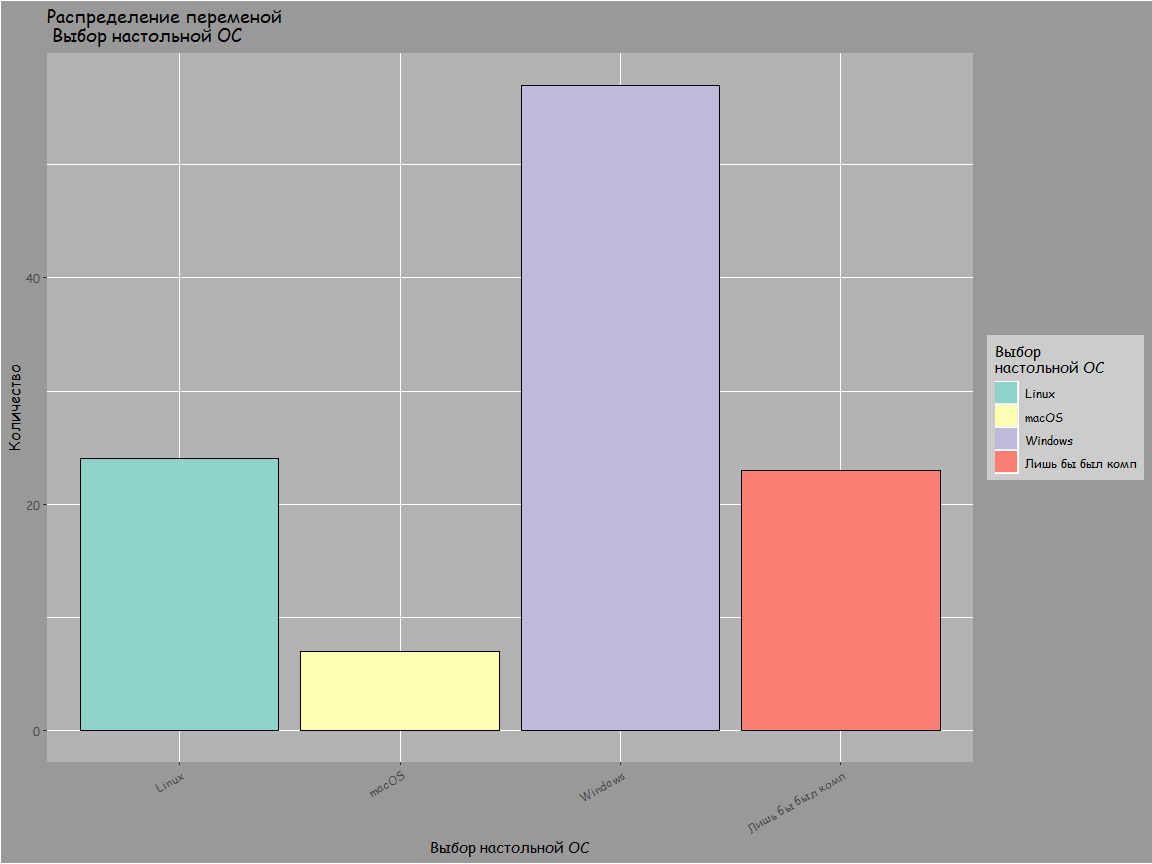 Распределение переменой
Выбор настольной ОС
Количество
40
20
0
Linux
macOS
Windows
Лишь бы был комп
Выбор настольной ОС
Выбор
настольной ОС
Linux
macOS
Windows
Лишь бы был комп